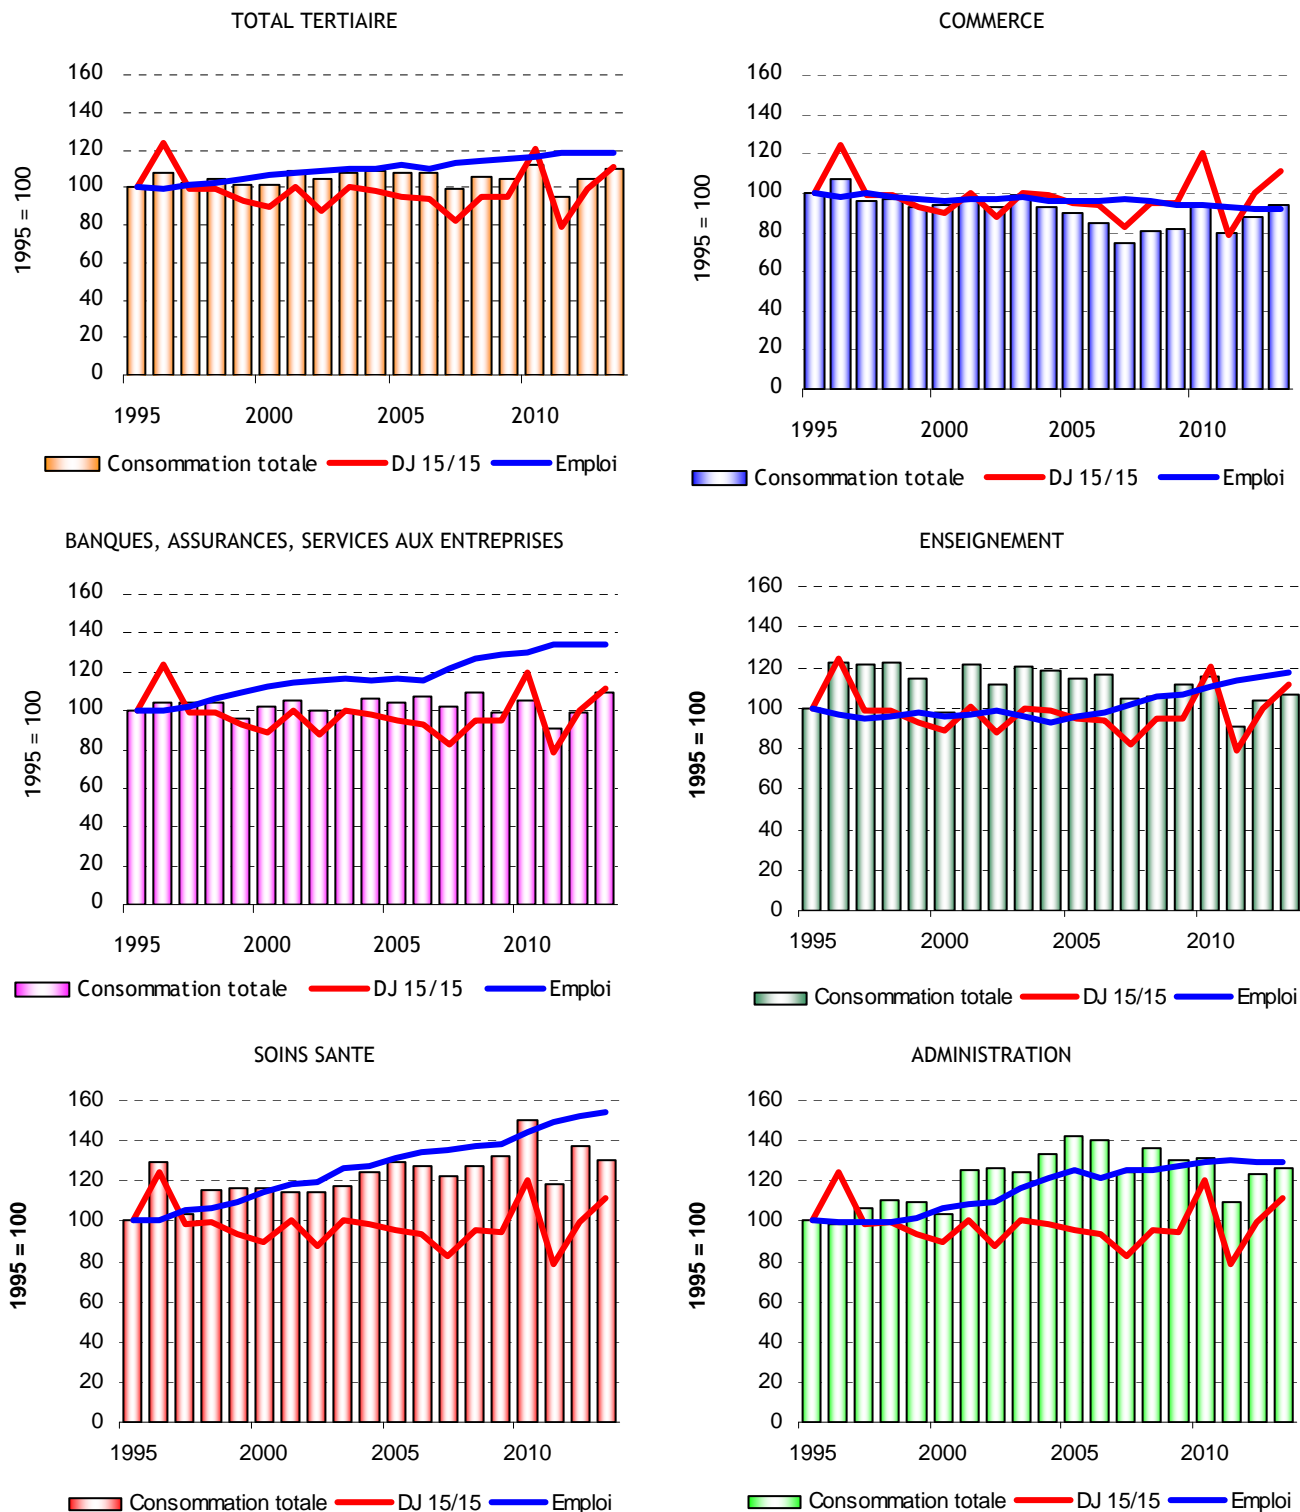 TOTAL TERTIAIRE
1995 = 100
160
140
120
100
80
60
40
20
0
1995 2000 2005 2010
Consommation totale DJ 15/15 Emploi
COMMERCE
1995 = 100
160
140
120
100
80
60
40
20
0
1995 2000 2005 2010
Consommation totale DJ 15/15 Emploi
BANQUES, ASSURANCES, SERVICES AUX ENTREPRISES
1995 = 100
160
140
120
100
80
60
40
20
0
1995 2000 2005 2010
Consommation totale DJ 15/15 Emploi
ENSEIGNEMENT
1995 = 100
160
140
120
100
80
60
40
20
0
1995 2000 2005 2010
Consommation totale DJ 15/15 Emploi
SOINS SANTE
1995 = 100
160
140
120
100
80
60
40
20
0
1995 2000 2005 2010
Consommation totale DJ 15/15 Emploi
ADMINISTRATION
1995 = 100
160
140
120
100
80
60
40
20
0
1995 2000 2005 2010
Consommation totale DJ 15/15 Emploi